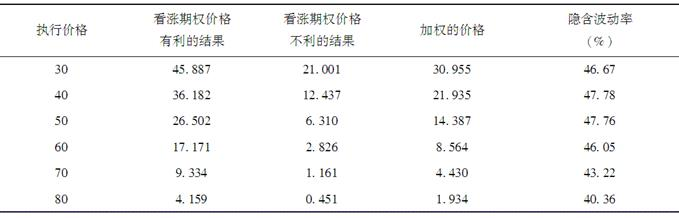 执行价格 看涨期权价格 有利的结果 看涨期权价格 不利的结果 加权的价格 隐含波动率 (%)
30 45.887 21.001 30.955 46.67
40 36.182 12.437 21.935 47.78
50 26.502 6.310 14.387 47.76
60 17.171 2.826 8.564 46.05
70 9.334 1.161 4.430 43.22
80 4.159 0.451 1.934 40.36